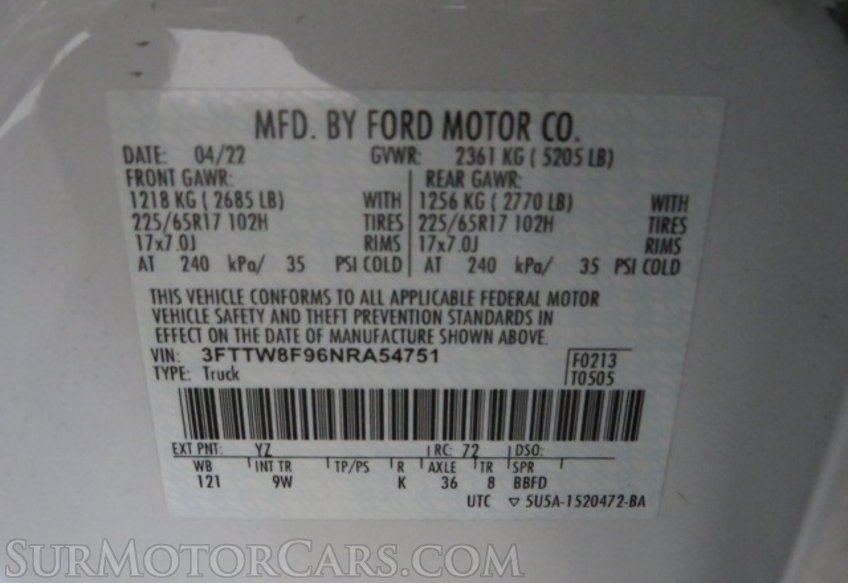 MFD. BY FORD MOTOR CO.
DATE: 04/22 GVWR: 2361 KG ( 5205 LB)
FRONT GAWR: REAR GAWR:
1218 KG ( 2685 LB) WITH 1256 KG ( 2770 LB) WITH
225/65R17 102H TIRES 225/65R17 102H TIRES
17x7.0J RIMS 17x7.0J RIMS
AT 240 kPa/ 35 PSI COLD AT 240 kPa/ 35 PSI COLD
THIS VEHICLE CONFORMS TO ALL APPLICABLE FEDERAL MOTOR
VEHICLE SAFETY AND THEFT PREVENTION STANDARDS IN
EFFECT ON THE DATE OF MANUFACTURE SHOWN ABOVE.
VIN: 3FTTW8F96NRA54751 F0213
TYPE: Truck T0505
EXT PNT: YZ RC: 72 DSO:
WB INT TR TP/PS R AXLE TR SPR
121 9W K 36 8 BBFD
UTC ▽ 5U5A-1520472-BA
SURMOTORCARS.COM